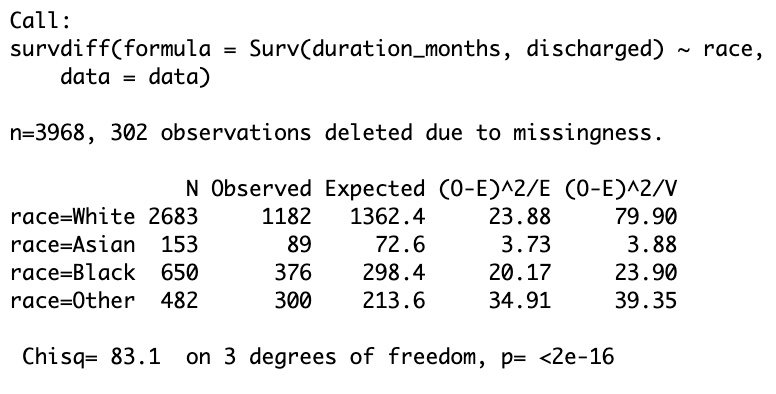 Call:
survdiff(formula = Surv(duration_months, discharged) ~ race,
    data = data)

n=3968, 302 observations deleted due to missingness.

              N Observed Expected (O-E)^2/E (O-E)^2/V
race=White 2683     1182   1362.4     23.88     79.90
race=Asian  153       89     72.6      3.73      3.88
race=Black  650      376    298.4     20.17     23.90
race=Other  482      300    213.6     34.91     39.35

 Chisq= 83.1  on 3 degrees of freedom, p= <2e-16